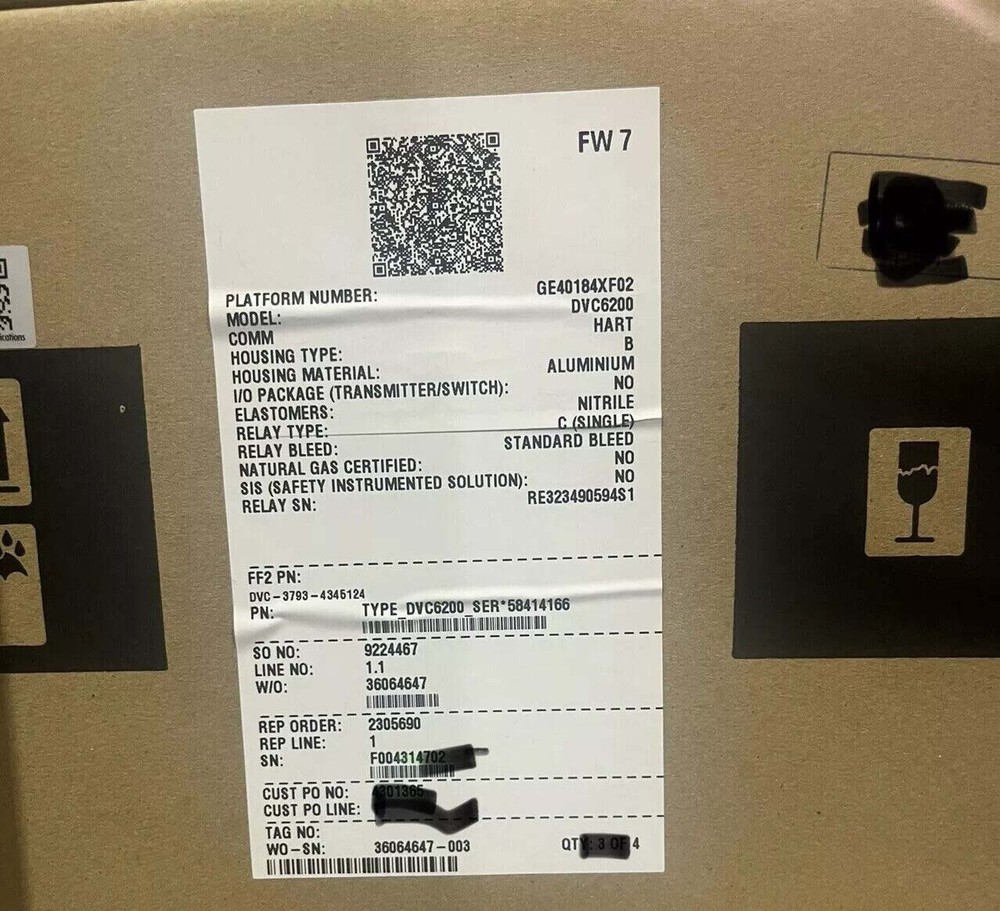 FW 7
PLATFORM NUMBER: GE40184XF02
MODEL: DVC6200
COMM HART
HOUSING TYPE: B
HOUSING MATERIAL: ALUMINIUM
I/O PACKAGE (TRANSMITTER/SWITCH): NO
ELASTOMERS: NITRILE
RELAY TYPE: C (SINGLE)
RELAY BLEED: STANDARD BLEED
NATURAL GAS CERTIFIED: NO
SIS (SAFETY INSTRUMENTED SOLUTION): NO
RELAY SN: RE323490594S1
FF2 PN:
DVC-3793-4345124
PN: TYPE_DVC6200_SER*58414166
SO NO: 9224467
LINE NO: 1.1
W/O: 36064647
REP ORDER: 2305690
REP LINE: 1
SN: F004314702
CUST PO NO:
CUST PO LINE:
TAG NO:
WO-SN: 36064647-003 QTY: 3 OF 4